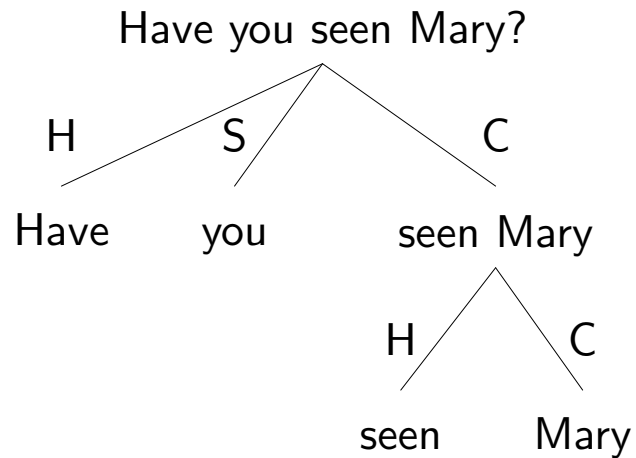 Have you seen Mary?
H S C
Have you seen Mary
H C
seen Mary